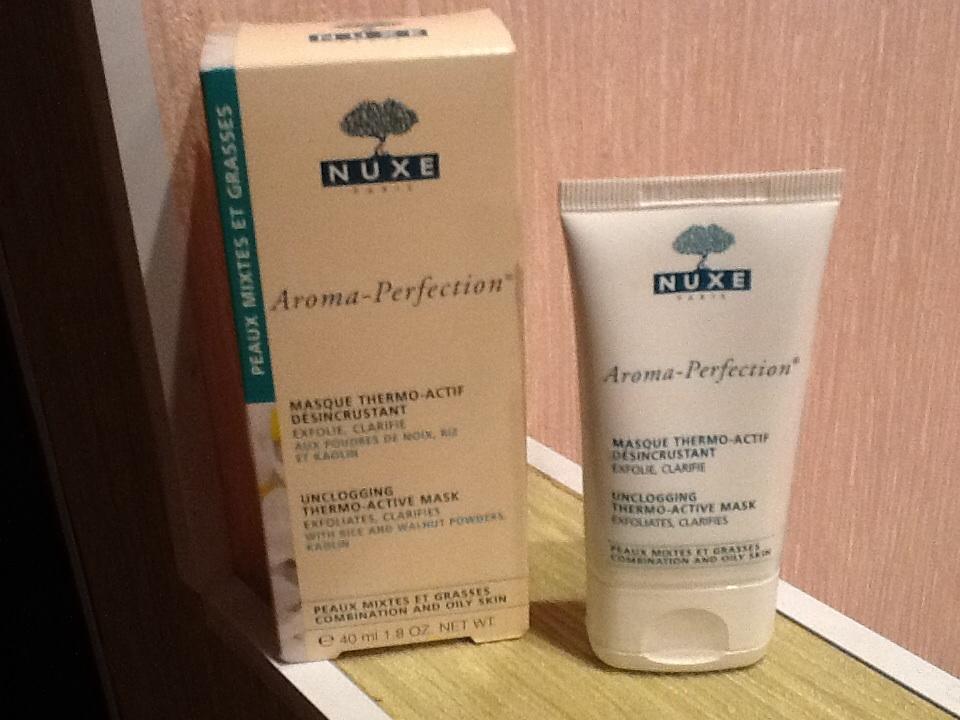 PEAUX MIXTES ET GRASSES
NUXE
PARIS
Aroma-Perfection®
MASQUE THERMO-ACTIF
DÉSINCRUSTANT
EXFOLIE, CLARIFIE
AUX POUDRES DE NOIX, RIZ
ET KAOLIN
UNCLOGGING
THERMO-ACTIVE MASK
EXFOLIATES, CLARIFIES
WITH RICE AND WALNUT POWDERS,
KAOLIN
PEAUX MIXTES ET GRASSES
COMBINATION AND OILY SKIN
℮ 40 ml 1.8 OZ. NET WT.
NUXE
PARIS
Aroma-Perfection®
MASQUE THERMO-ACTIF
DÉSINCRUSTANT
EXFOLIE, CLARIFIE
UNCLOGGING
THERMO-ACTIVE MASK
EXFOLIATES, CLARIFIES
PEAUX MIXTES ET GRASSES
COMBINATION AND OILY SKIN